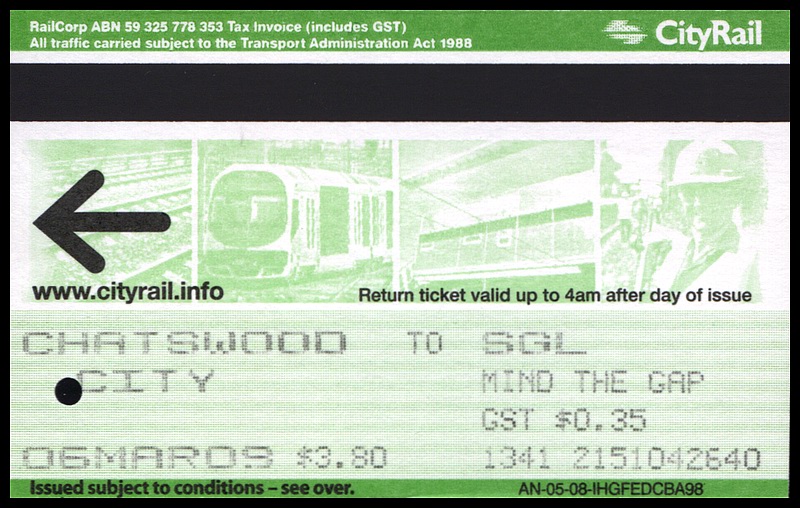 RailCorp ABN 59 325 778 353 Tax Invoice (includes GST)
All traffic carried subject to the Transport Administration Act 1988
CityRail
www.cityrail.info
Return ticket valid up to 4am after day of issue
CHATSWOOD TO SGL
CITY MIND THE GAP
GST $0.35
06MAR09 $3.80 1341 2151042640
Issued subject to conditions – see over.
AN-05-08-IHGFEDCBA98